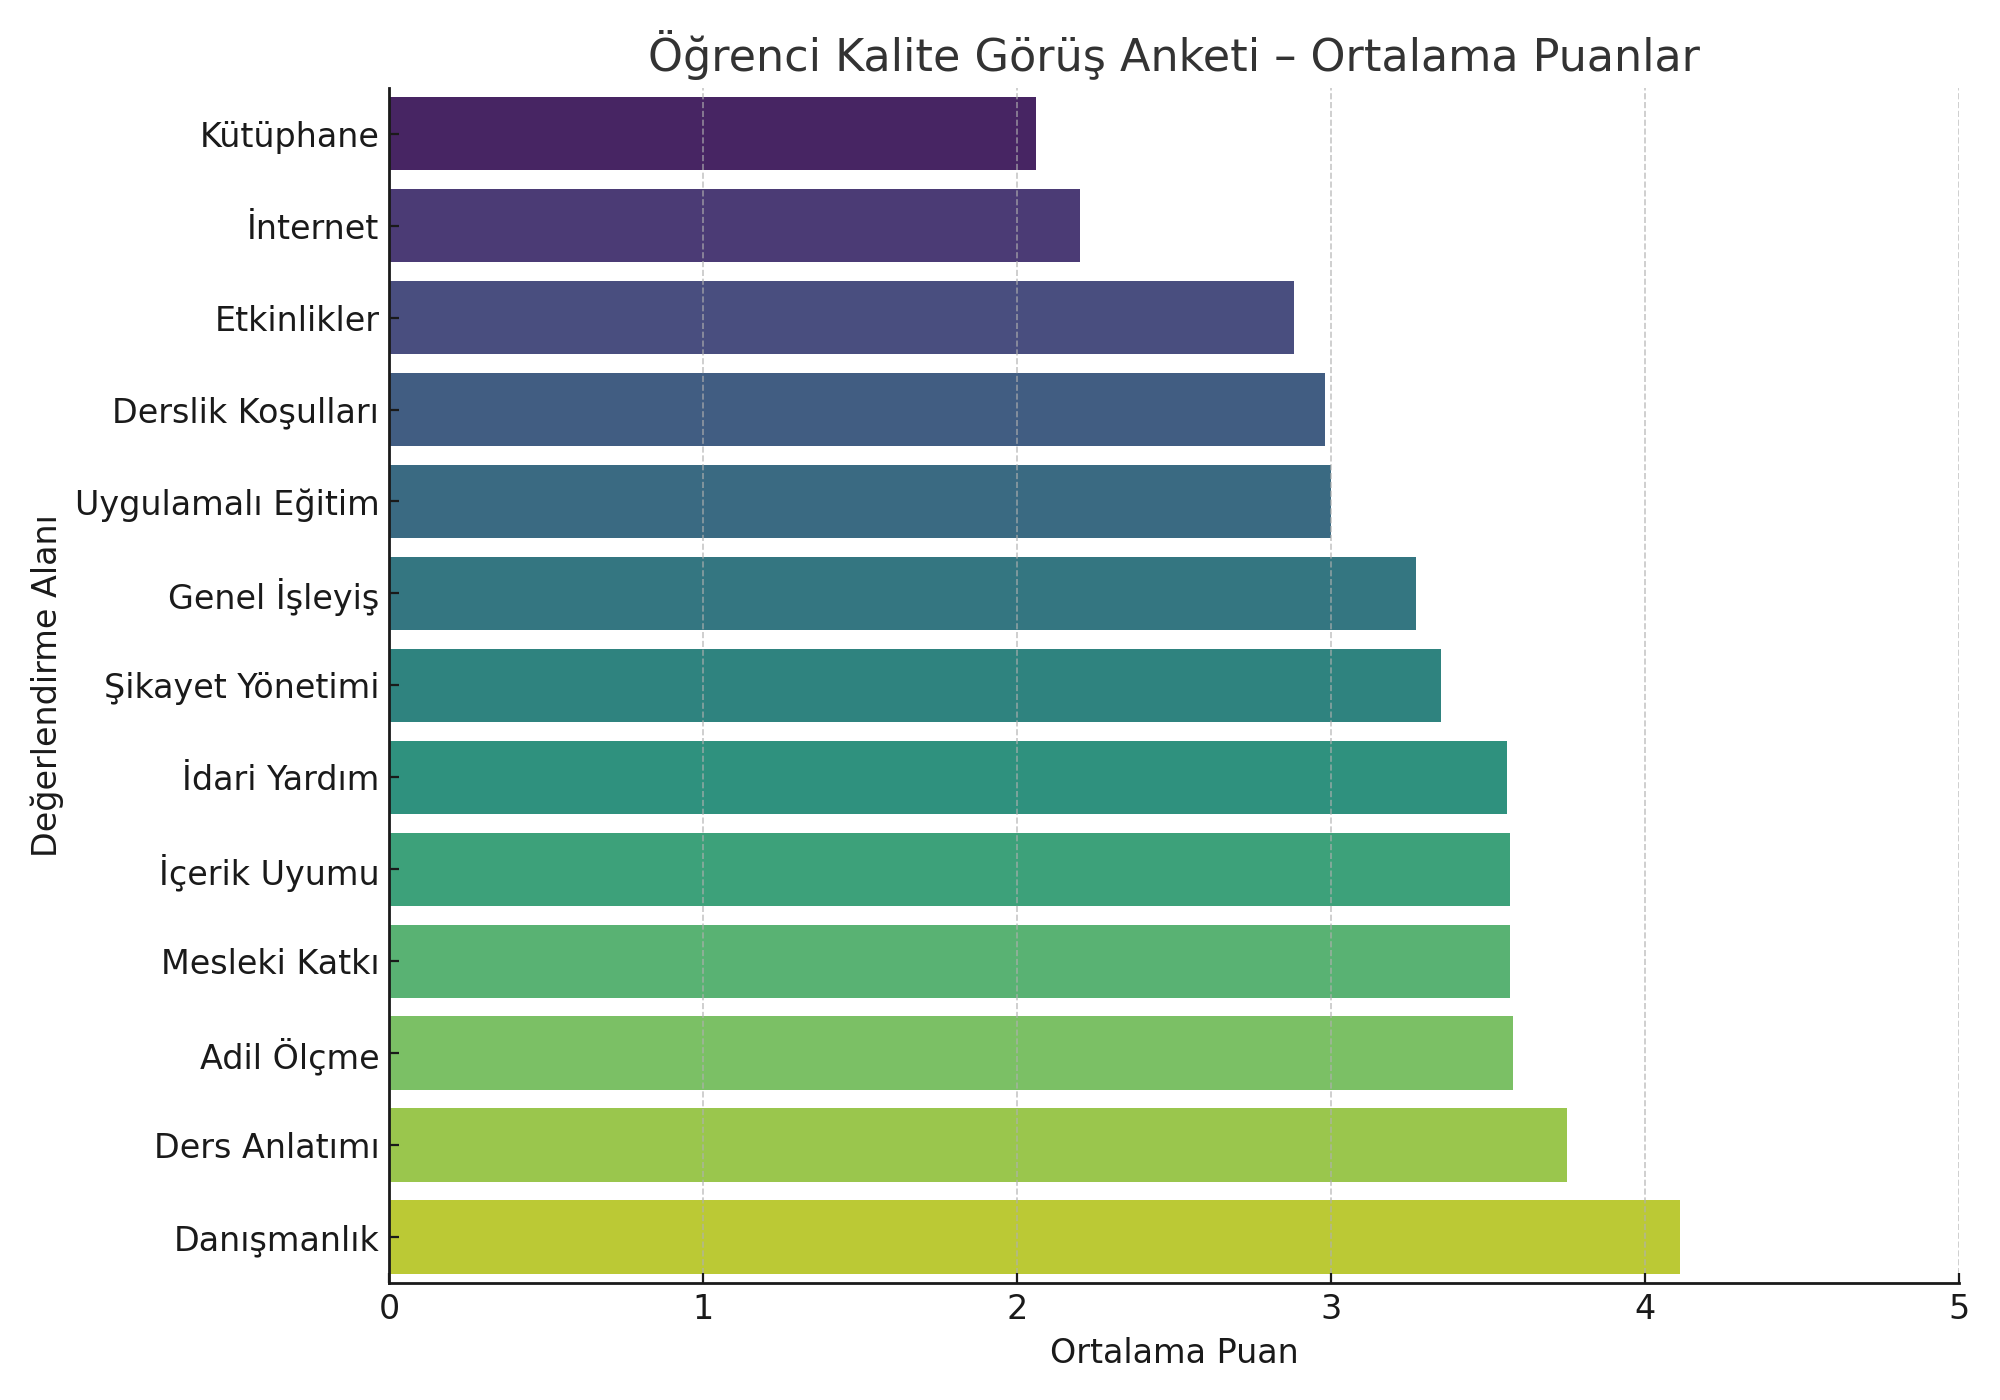 Öğrenci Kalite Görüş Anketi – Ortalama Puanlar
Değerlendirme Alanı
Kütüphane
İnternet
Etkinlikler
Derslik Koşulları
Uygulamalı Eğitim
Genel İşleyiş
Şikayet Yönetimi
İdari Yardım
İçerik Uyumu
Mesleki Katkı
Adil Ölçme
Ders Anlatımı
Danışmanlık
0 1 2 3 4 5
Ortalama Puan